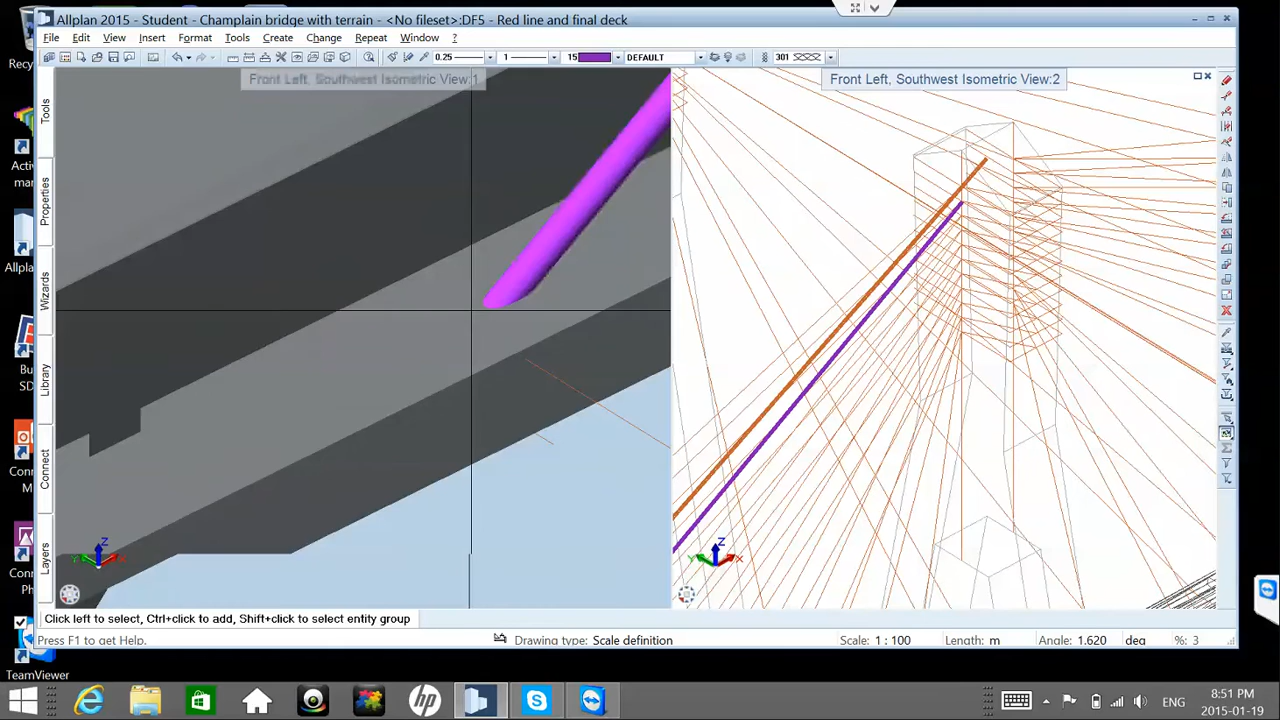 Allplan 2015 - Student - Champlain bridge with terrain - <No fileset>:DF5 - Red line and final deck
File Edit View Insert Format Tools Create Change Repeat Window ?
0.25 1 15 DEFAULT 301
Front Left, Southwest Isometric View:1
Front Left, Southwest Isometric View:2
Tools
Properties
Wizards
Library
Connect
Layers
Z
Z
X
Click left to select, Ctrl+click to add, Shift+click to select entity group
Press F1 to get Help. Drawing type: Scale definition Scale: 1 : 100 Length: m Angle: 1.620 deg %: 3
TeamViewer
hp
ENG
8:51 PM
2015-01-19